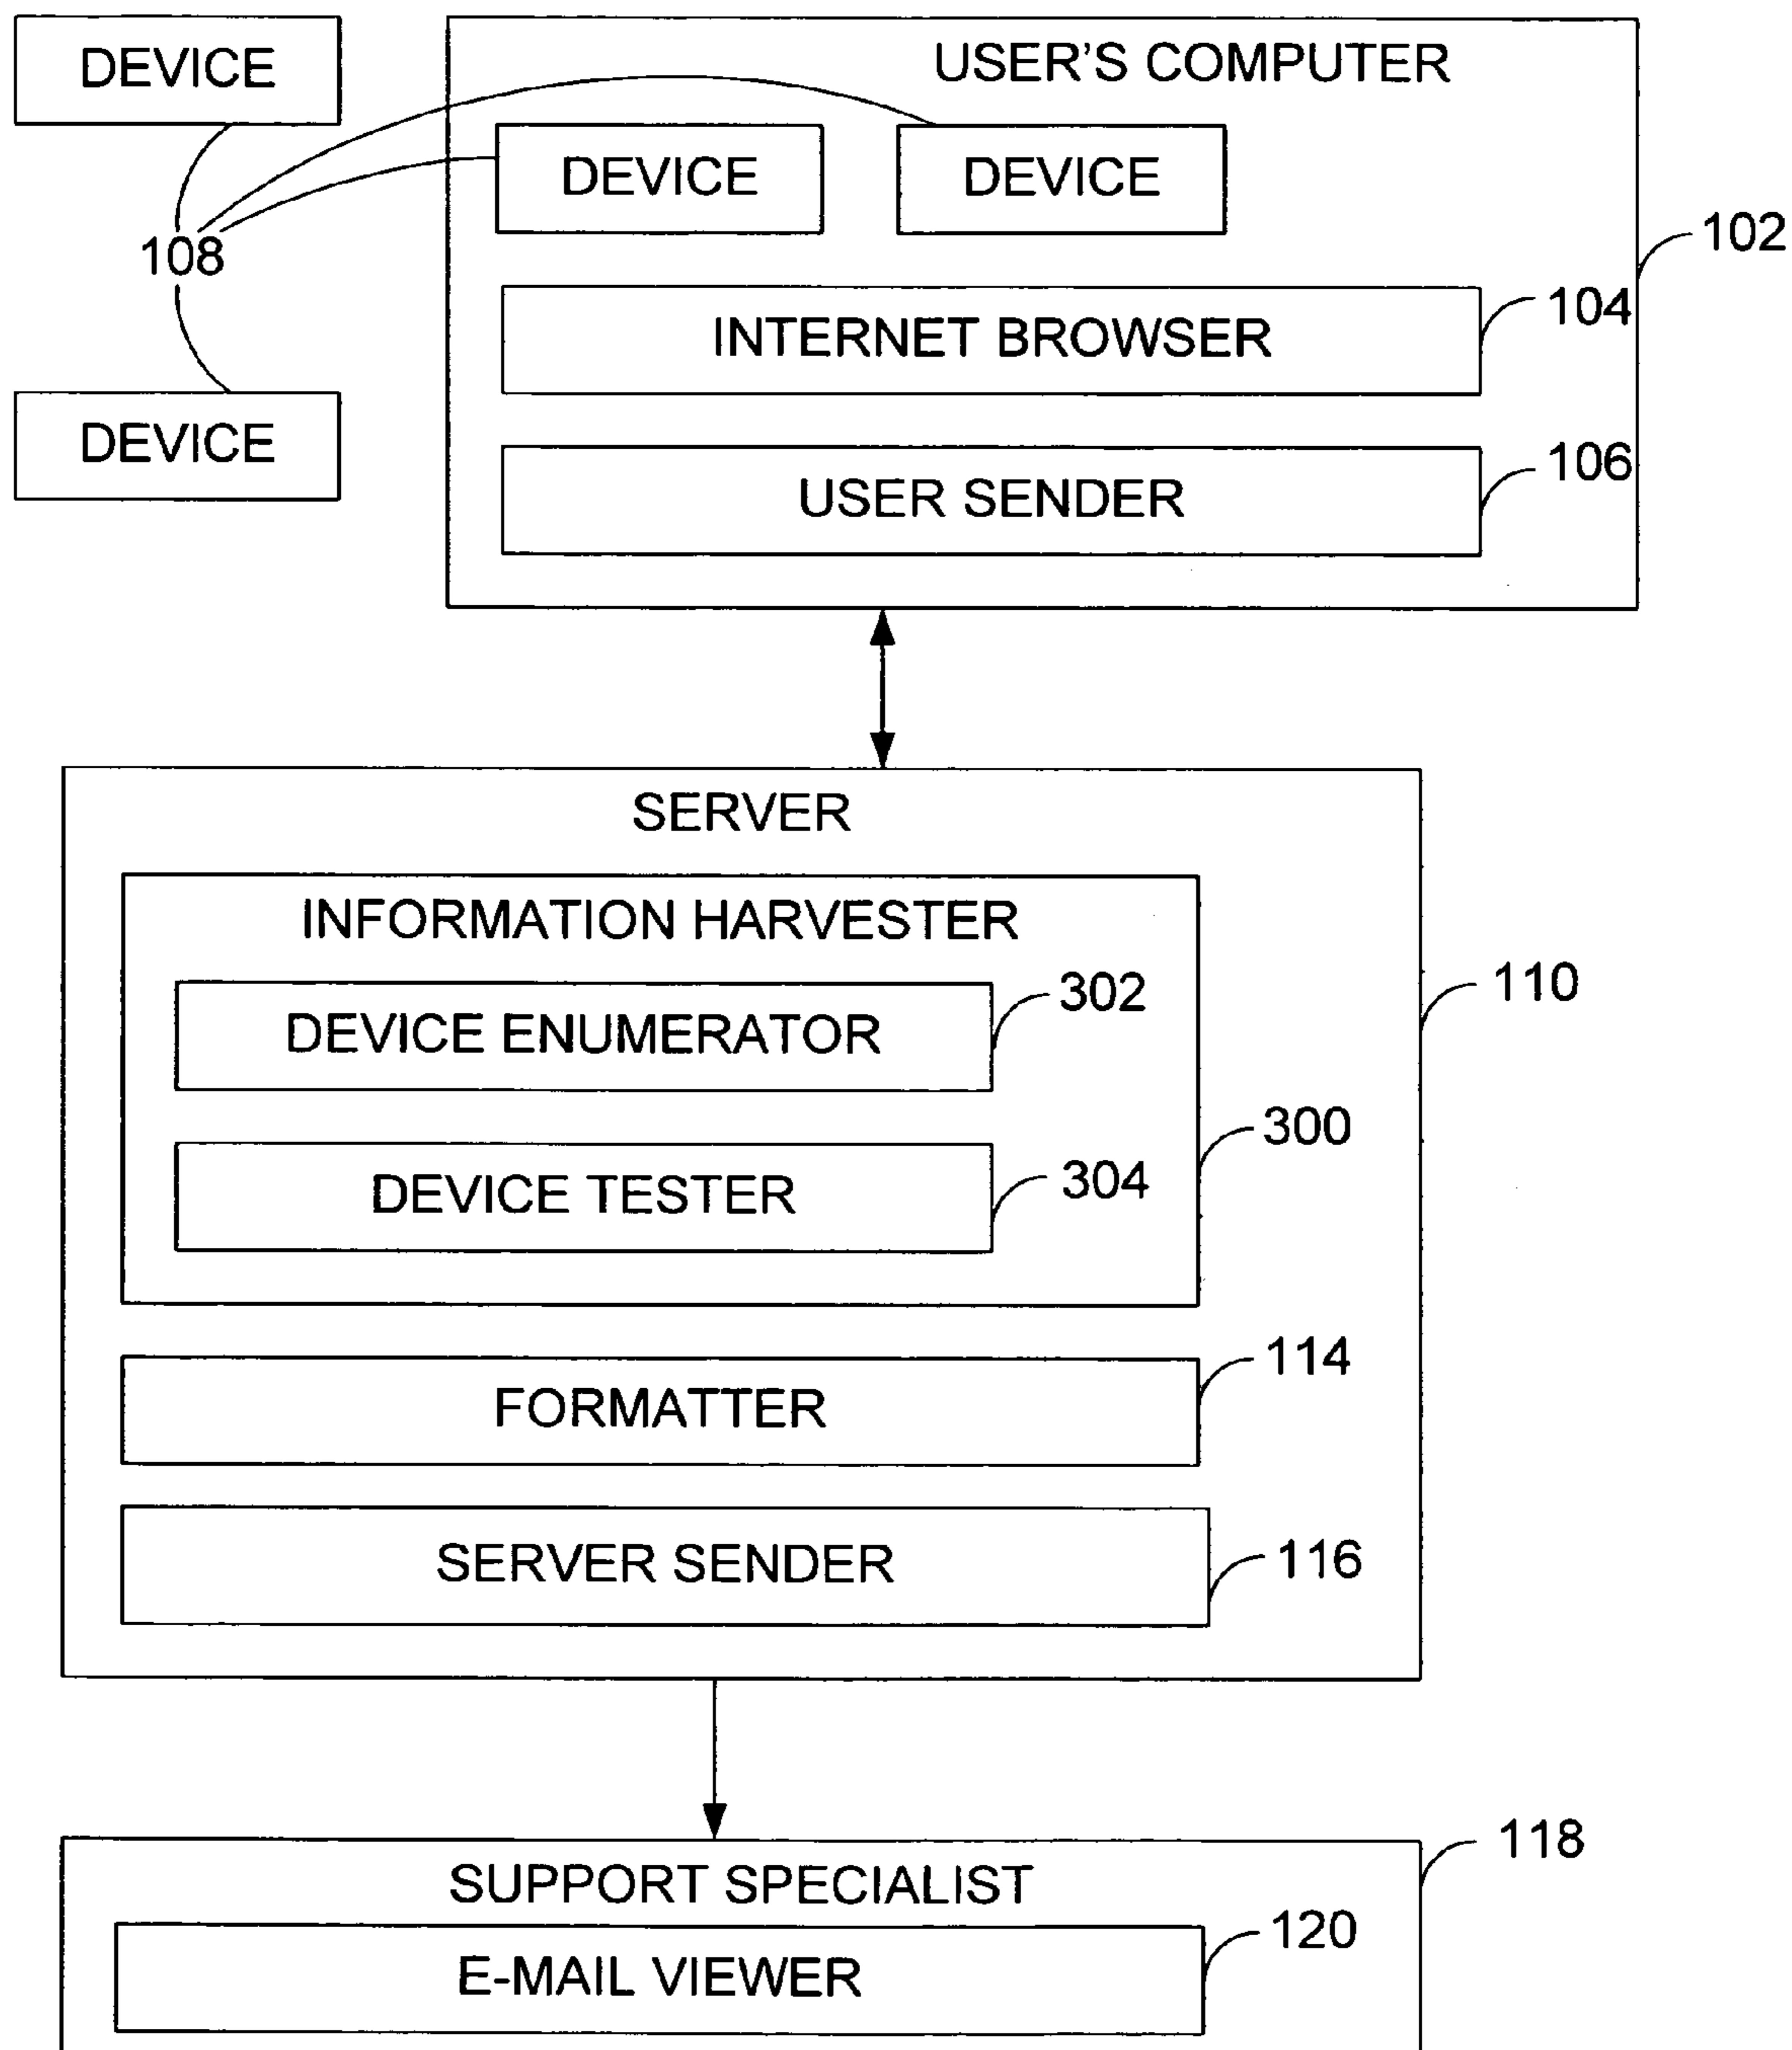 DEVICE
USER'S COMPUTER
DEVICE
DEVICE
102
108
104
INTERNET BROWSER
DEVICE
106
USER SENDER
SERVER
INFORMATION HARVESTER
302
110
DEVICE ENUMERATOR
300
304
DEVICE TESTER
114
FORMATTER
116
SERVER SENDER
118
SUPPORT SPECIALIST
120
E-MAIL VIEWER